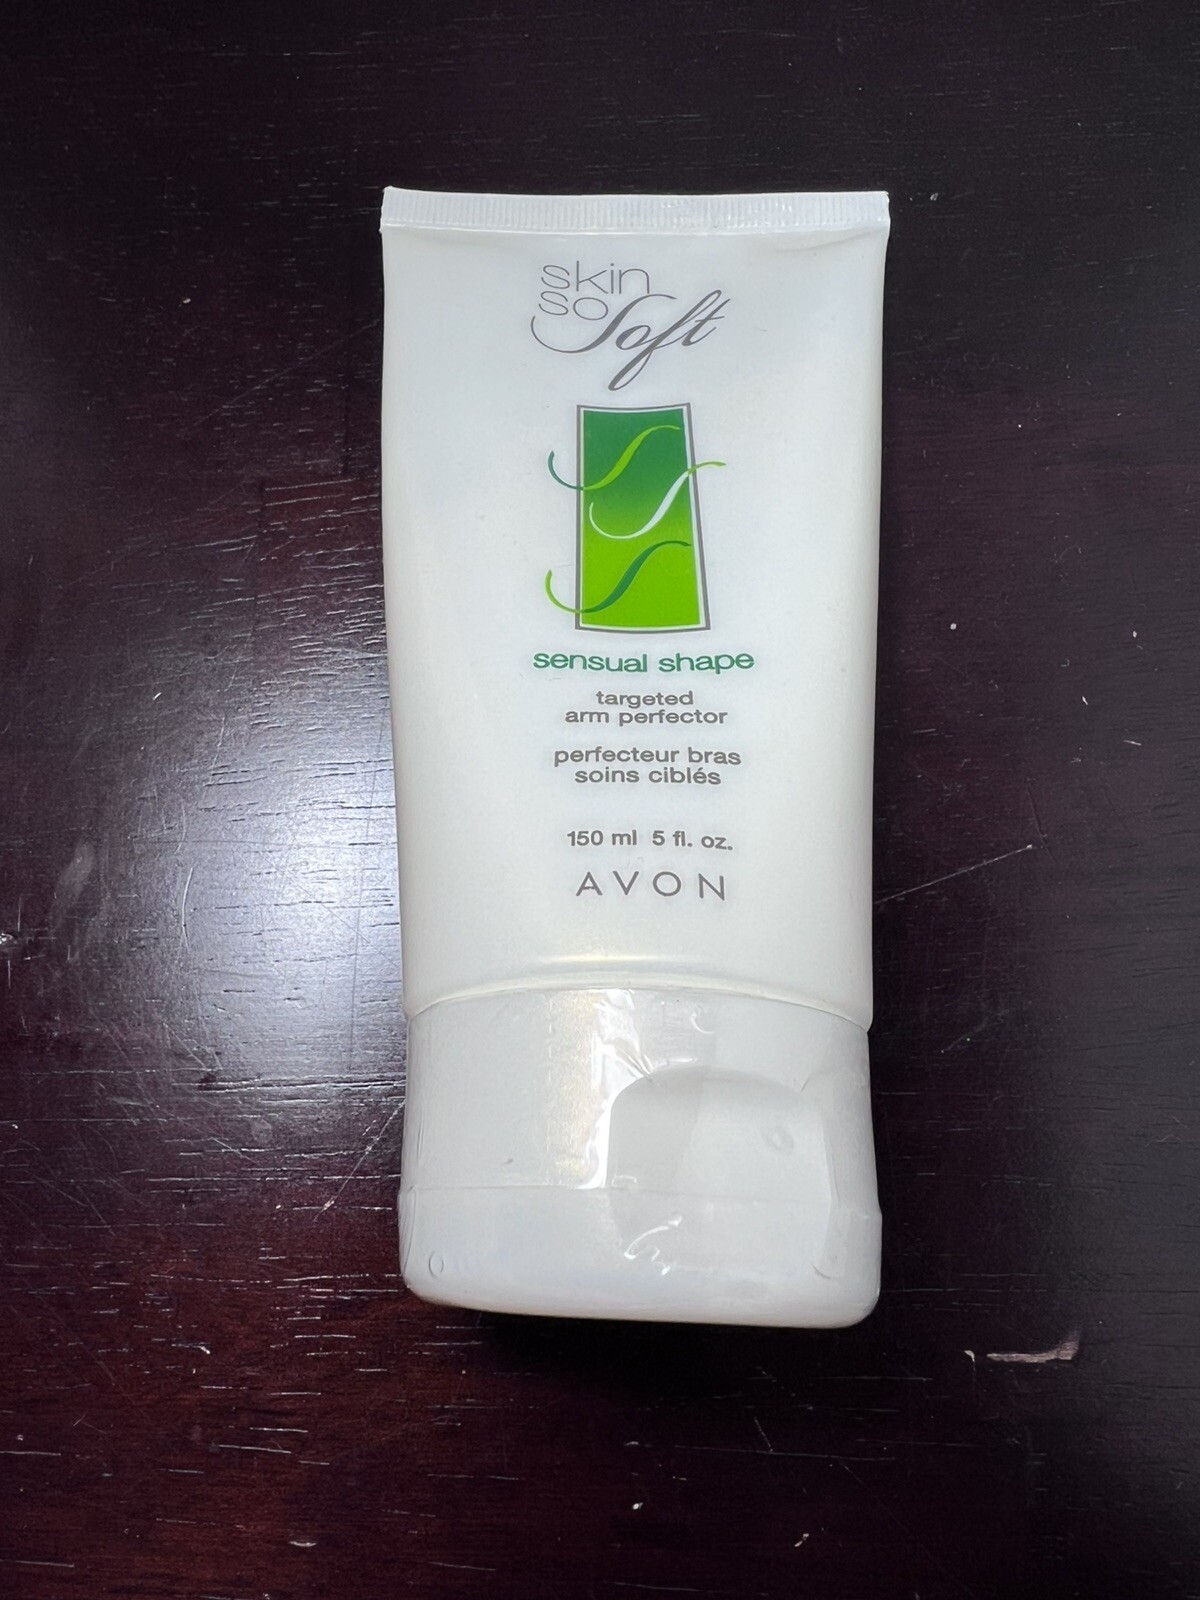 skin
so Soft
sensual shape
targeted
arm perfector
perfecteur bras
soins ciblés
150 ml 5 fl. oz.
AVON